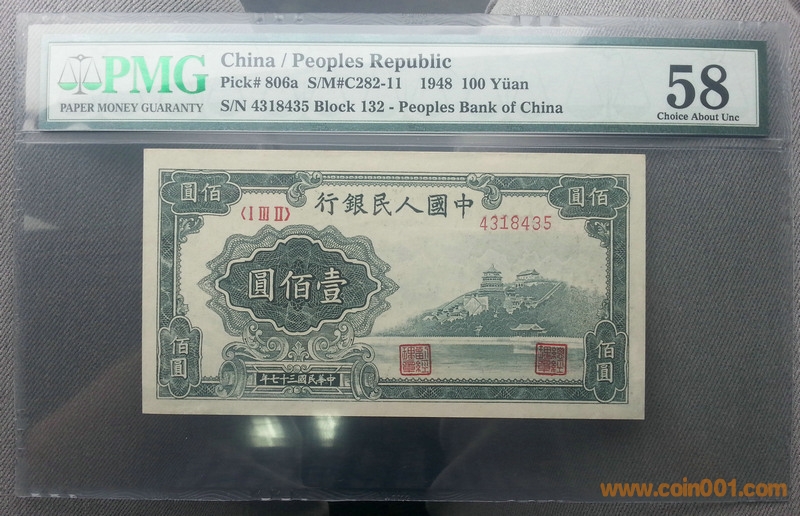 PMG
PAPER MONEY GUARANTY
China / Peoples Republic
Pick# 806a S/M#C282-11 1948 100 Yüan
S/N 4318435 Block 132 - Peoples Bank of China
58
Choice About Unc
圓佰
圓佰
行銀民人國中
〈I III II〉
4318435
圓佰壹
佰圓
佰圓
年七十三國民華中
www.coin001.com